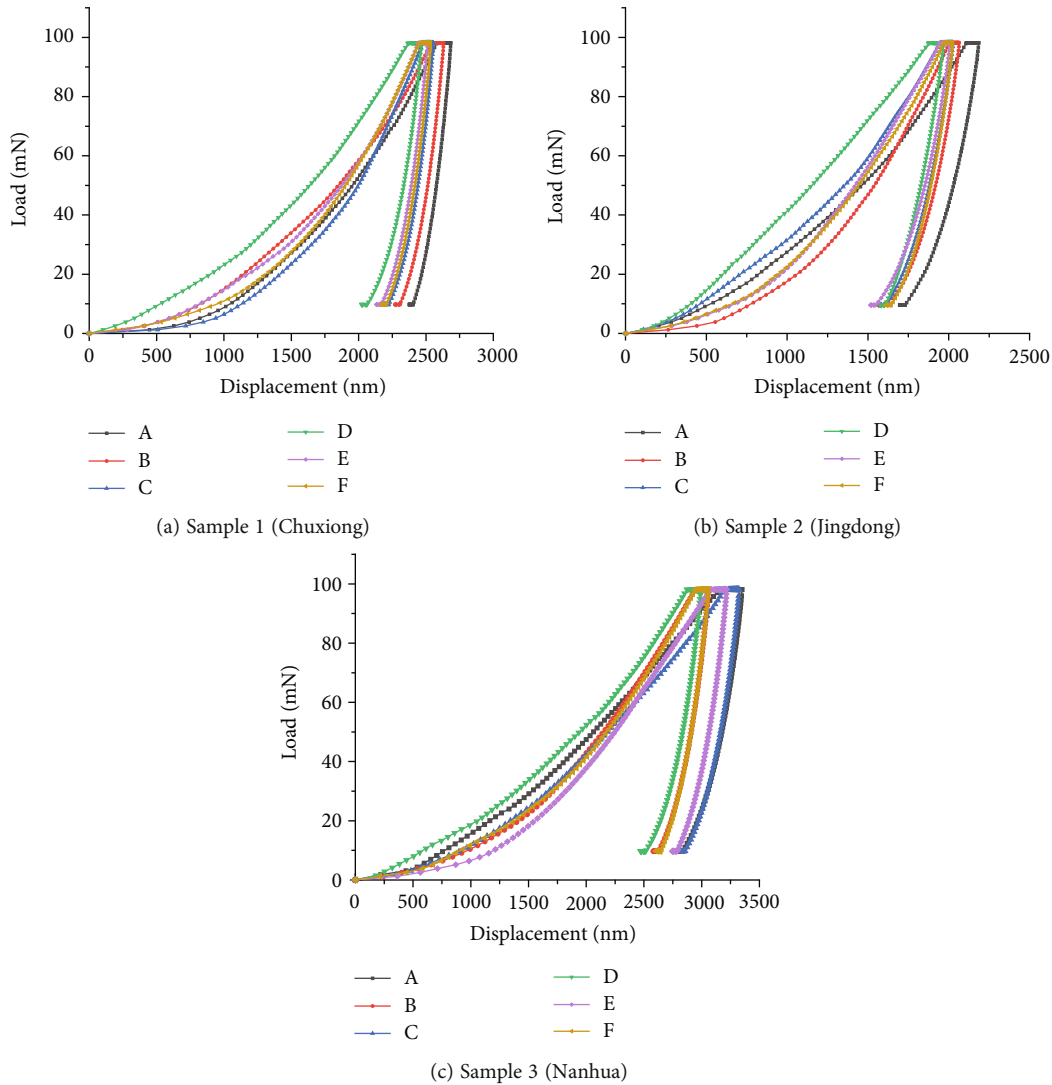 100
80
60
40
20
0
Load (mN)
0 500 1000 1500 2000 2500 3000
Displacement (nm)
A D
B E
C F
(a) Sample 1 (Chuxiong)
100
80
60
40
20
0
Load (mN)
0 500 1000 1500 2000 2500
Displacement (nm)
A D
B E
C F
(b) Sample 2 (Jingdong)
100
80
60
40
20
0
Load (mN)
0 500 1000 1500 2000 2500 3000 3500
Displacement (nm)
A D
B E
C F
(c) Sample 3 (Nanhua)